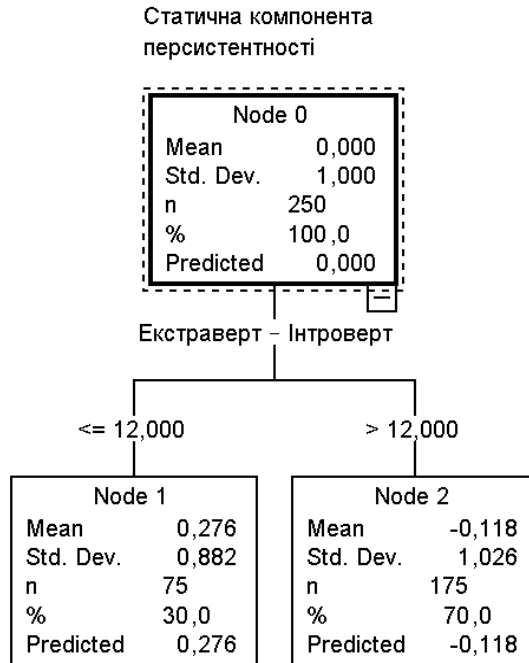 Статична компонента
персистентності
Node 0
Mean 0,000
Std. Dev. 1,000
n 250
% 100,0
Predicted 0,000
Екстраверт – Інтроверт
<= 12,000
> 12,000
Node 1
Mean 0,276
Std. Dev. 0,882
n 75
% 30,0
Predicted 0,276
Node 2
Mean -0,118
Std. Dev. 1,026
n 175
% 70,0
Predicted -0,118